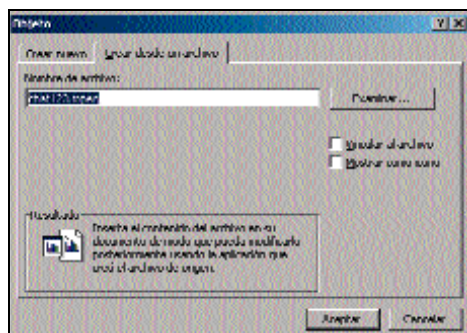 Objeto
Crear nuevo
Crear desde un archivo
Nombre de archivo:
Examinar...
Vincular al archivo
Mostrar como icono
Resultado
Inserta el contenido del archivo en su
documento de modo que pueda modificarlo
posteriormente usando la aplicación que
creó el archivo de origen.
Aceptar
Cancelar